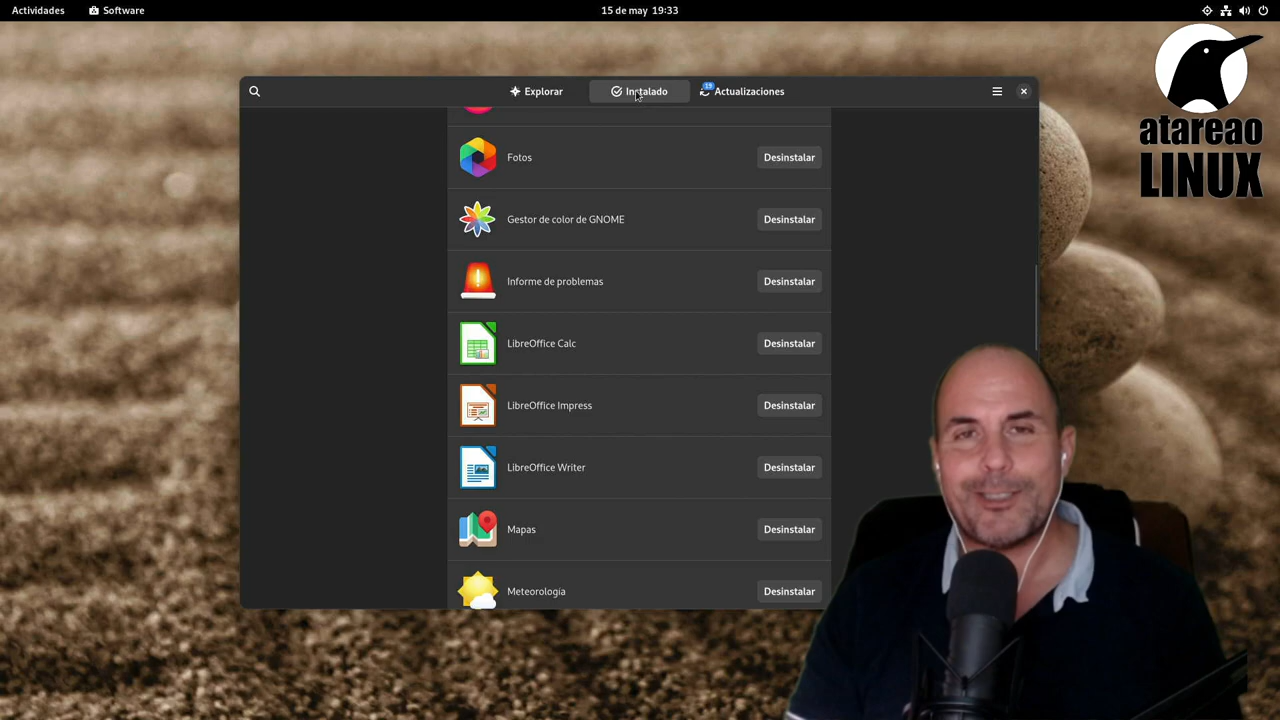 Actividades
Software
15 de may 19:33
Explorar
Instalado
19
Actualizaciones
Fotos
Desinstalar
Gestor de color de GNOME
Desinstalar
Informe de problemas
Desinstalar
LibreOffice Calc
Desinstalar
LibreOffice Impress
Desinstalar
LibreOffice Writer
Desinstalar
Mapas
Desinstalar
Meteorología
Desinstalar
atareao
LINUX